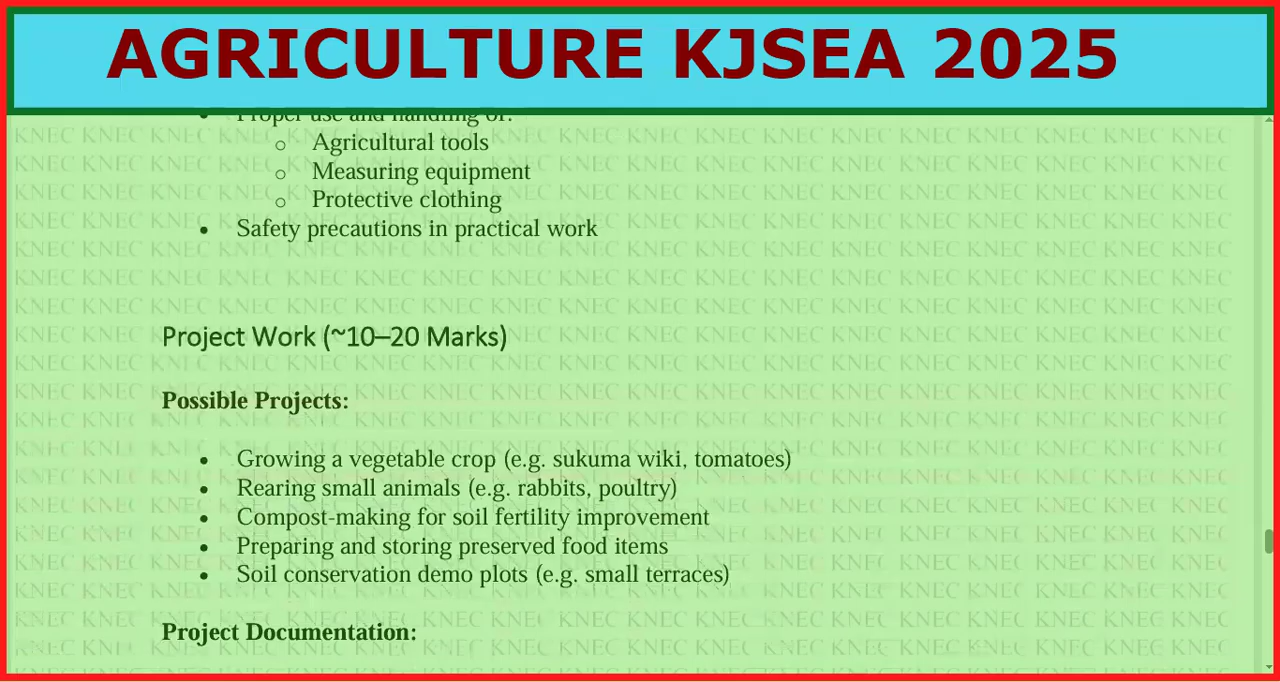 AGRICULTURE KJSEA 2025
Proper use and handling of:
Agricultural tools
Measuring equipment
Protective clothing
Safety precautions in practical work
Project Work (~10–20 Marks)
Possible Projects:
Growing a vegetable crop (e.g. sukuma wiki, tomatoes)
Rearing small animals (e.g. rabbits, poultry)
Compost-making for soil fertility improvement
Preparing and storing preserved food items
Soil conservation demo plots (e.g. small terraces)
Project Documentation: